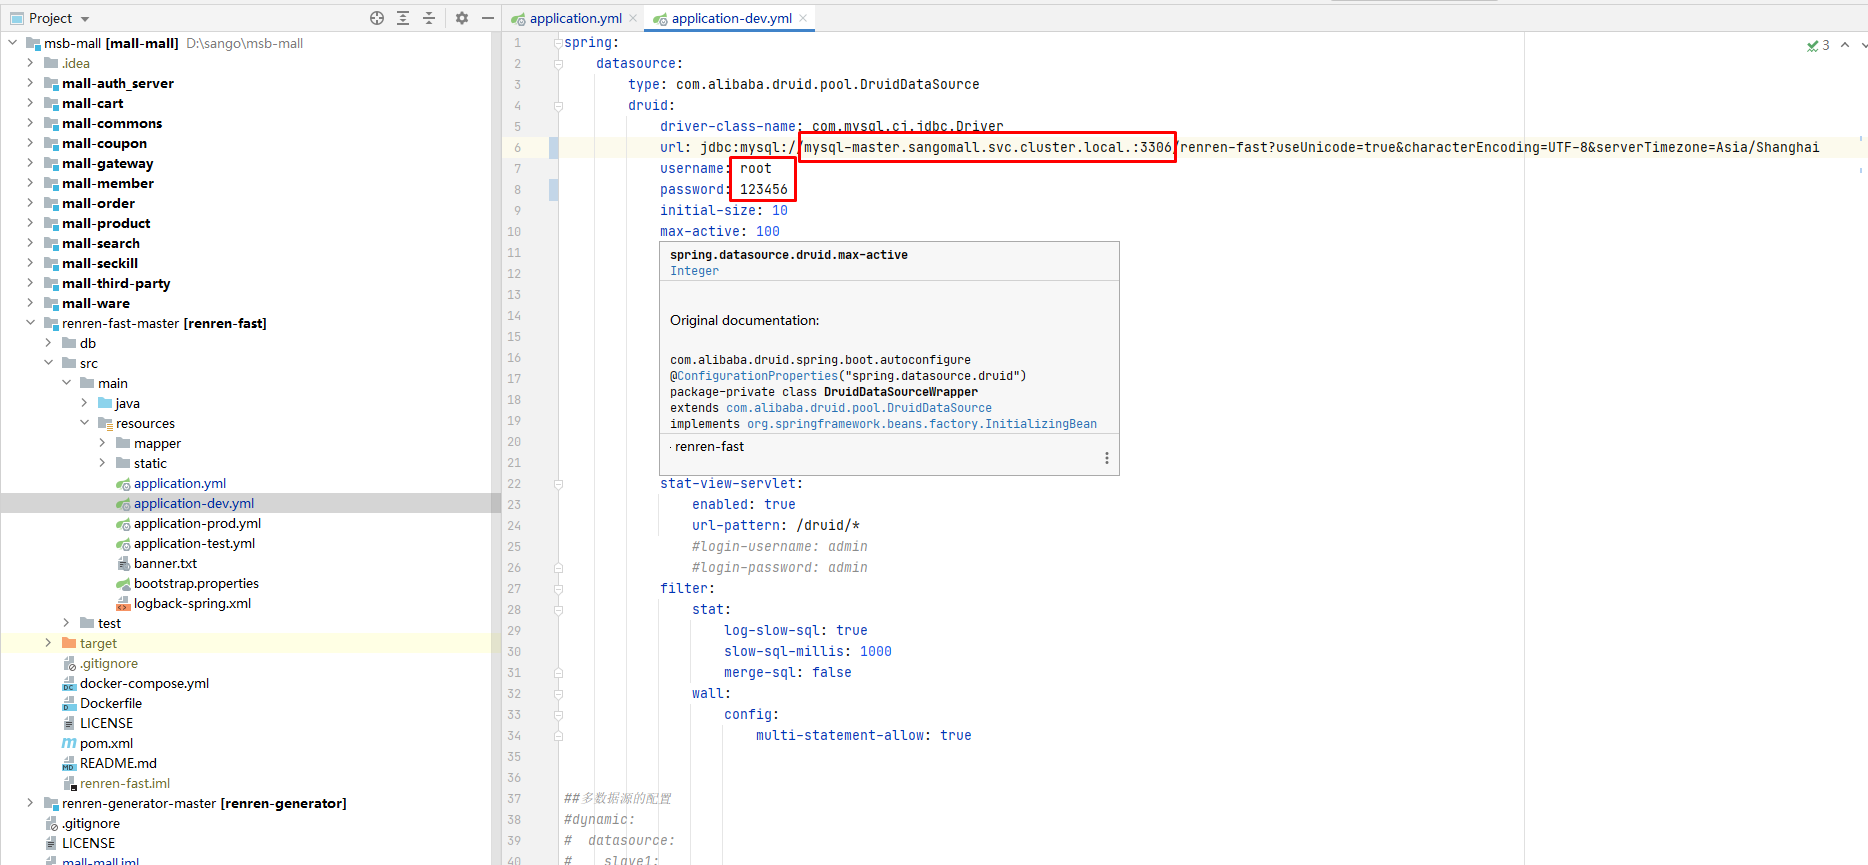 Project
msb-mall [mall-mall] D:\sango\msb-mall
.idea
mall-auth_server
mall-cart
mall-commons
mall-coupon
mall-gateway
mall-member
mall-order
mall-product
mall-search
mall-seckill
mall-third-party
mall-ware
renren-fast-master [renren-fast]
db
src
main
java
resources
mapper
static
application.yml
application-dev.yml
application-prod.yml
application-test.yml
banner.txt
bootstrap.properties
logback-spring.xml
test
target
.gitignore
docker-compose.yml
Dockerfile
LICENSE
pom.xml
README.md
renren-fast.iml
renren-generator-master [renren-generator]
.gitignore
LICENSE
mall-mall.iml
application.yml
application-dev.yml
3
1 spring:
2 datasource:
3 type: com.alibaba.druid.pool.DruidDataSource
4 druid:
5 driver-class-name: com.mysql.cj.jdbc.Driver
6 url: jdbc:mysql://mysql-master.sangomall.svc.cluster.local.:3306/renren-fast?useUnicode=true&characterEncoding=UTF-8&serverTimezone=Asia/Shanghai
7 username: root
8 password: 123456
9 initial-size: 10
10 max-active: 100
11
12
13
14
15
16
17
18
19
20
21
spring.datasource.druid.max-active
Integer
Original documentation:
com.alibaba.druid.spring.boot.autoconfigure
@ConfigurationProperties("spring.datasource.druid")
package-private class DruidDataSourceWrapper
extends com.alibaba.druid.pool.DruidDataSource
implements org.springframework.beans.factory.InitializingBean
renren-fast
22 stat-view-servlet:
23 enabled: true
24 url-pattern: /druid/*
25 #login-username: admin
26 #login-password: admin
27 filter:
28 stat:
29 log-slow-sql: true
30 slow-sql-millis: 1000
31 merge-sql: false
32 wall:
33 config:
34 multi-statement-allow: true
35
36
37 ##多数据源的配置
38 #dynamic:
39 # datasource:
40 # slave1: